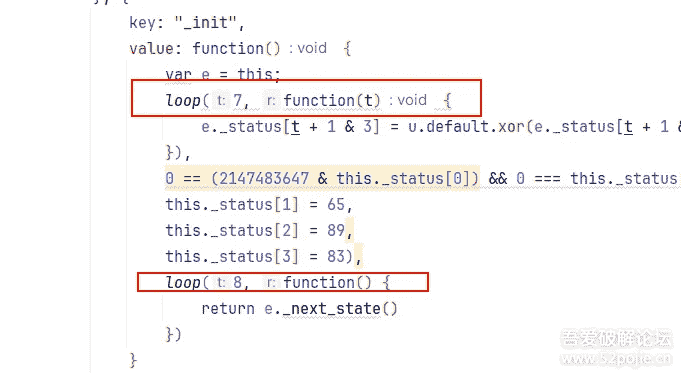 key: "_init",
value: function() : void {
var e = this;
loop( t: 7, r: function(t) : void {
e._status[t + 1 & 3] = u.default.xor(e._status[t + 1 &
}),
0 == (2147483647 & this._status[0]) && 0 === this._status
this._status[1] = 65,
this._status[2] = 89,
this._status[3] = 83),
loop( t: 8, r: function() {
return e._next_state()
})
}
吾爱破解论坛
www.52pojie.cn